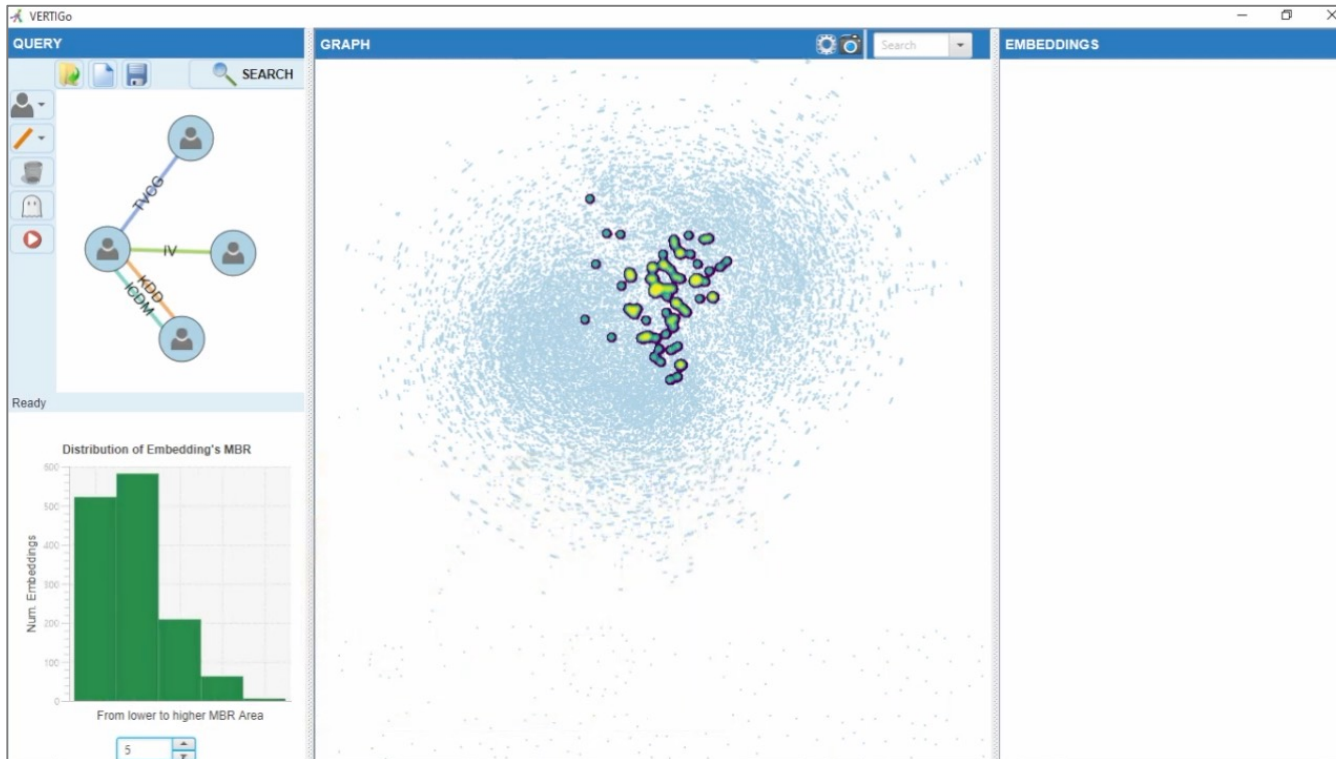 VERTIGo
QUERY
SEARCH
TVCG
IV
KDD
ICDM
Ready
Distribution of Embedding's MBR
Num. Embeddings
600
500
400
300
200
100
0
From lower to higher MBR Area
5
GRAPH
Search
EMBEDDINGS